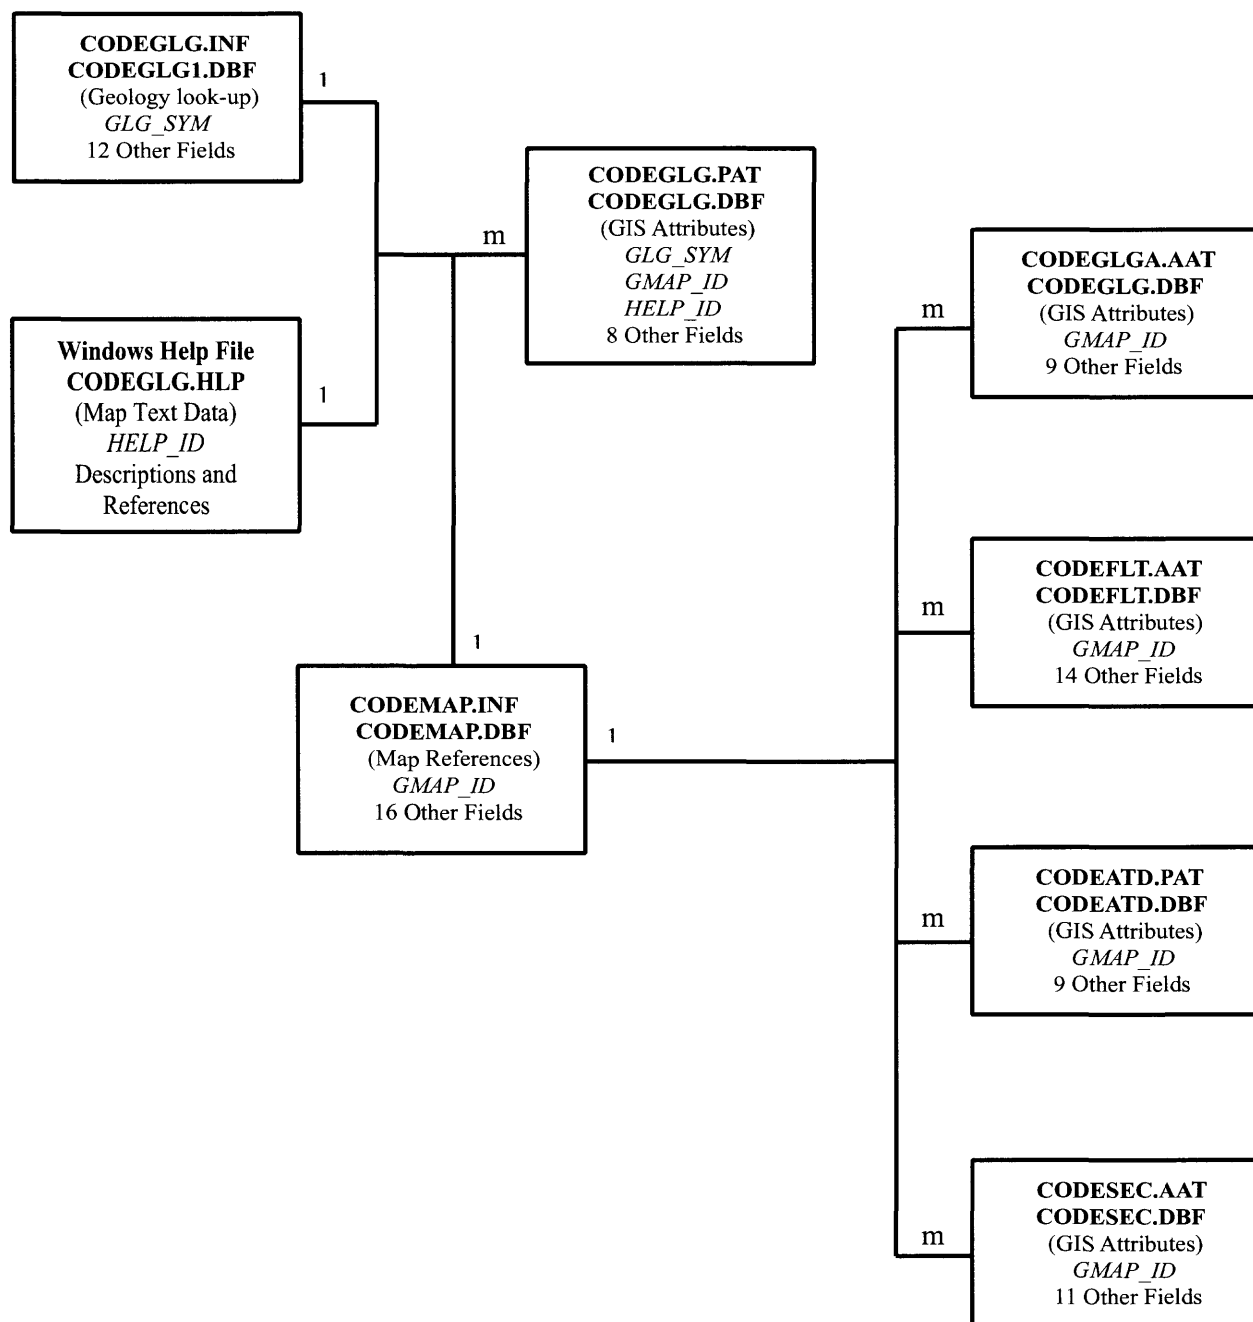 CODEGLG.INF
CODEGLG1.DBF
(Geology look-up)
GLG_SYM
12 Other Fields
1
CODEGLG.PAT
CODEGLG.DBF
(GIS Attributes)
GLG_SYM
GMAP_ID
HELP_ID
8 Other Fields
m
Windows Help File
CODEGLG.HLP
(Map Text Data)
HELP_ID
Descriptions and
References
1
CODEGLGA.AAT
CODEGLG.DBF
(GIS Attributes)
GMAP_ID
9 Other Fields
m
CODEFLT.AAT
CODEFLT.DBF
(GIS Attributes)
GMAP_ID
14 Other Fields
m
1
CODEMAP.INF
CODEMAP.DBF
(Map References)
GMAP_ID
16 Other Fields
1
CODEATD.PAT
CODEATD.DBF
(GIS Attributes)
GMAP_ID
9 Other Fields
m
CODESEC.AAT
CODESEC.DBF
(GIS Attributes)
GMAP_ID
11 Other Fields
m